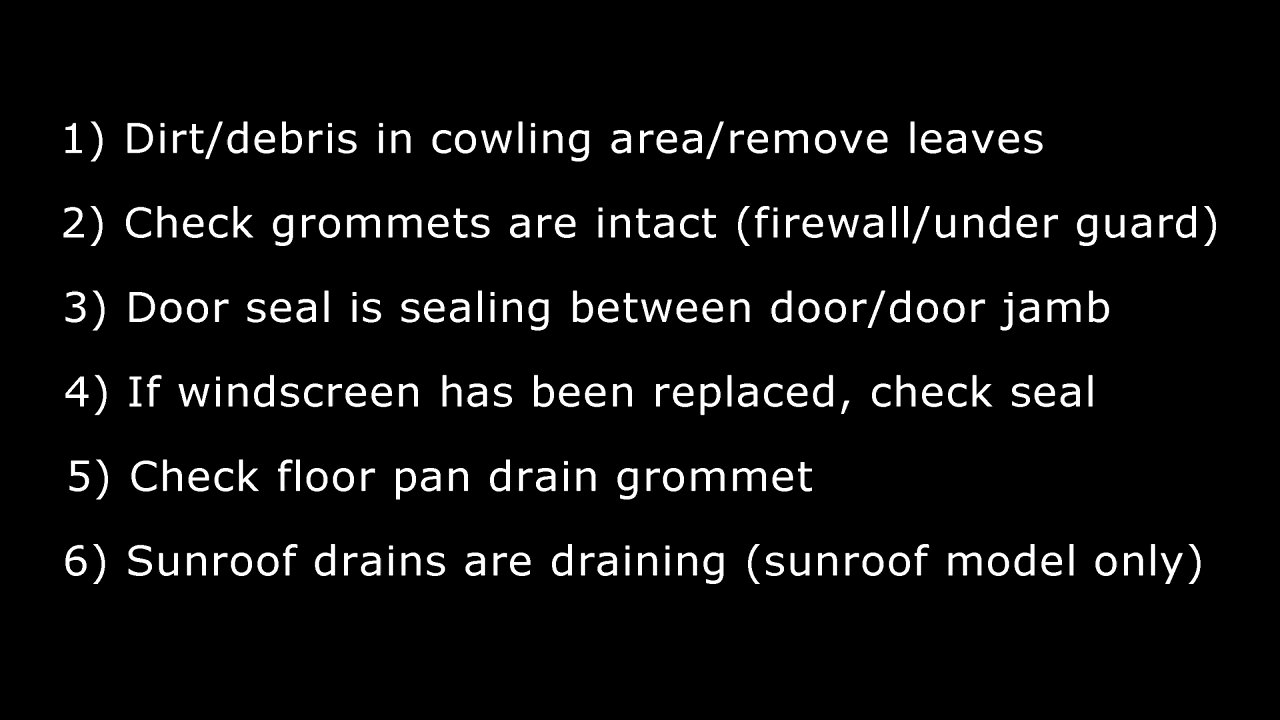 1) Dirt/debris in cowling area/remove leaves
2) Check grommets are intact (firewall/under guard)
3) Door seal is sealing between door/door jamb
4) If windscreen has been replaced, check seal
5) Check floor pan drain grommet
6) Sunroof drains are draining (sunroof model only)